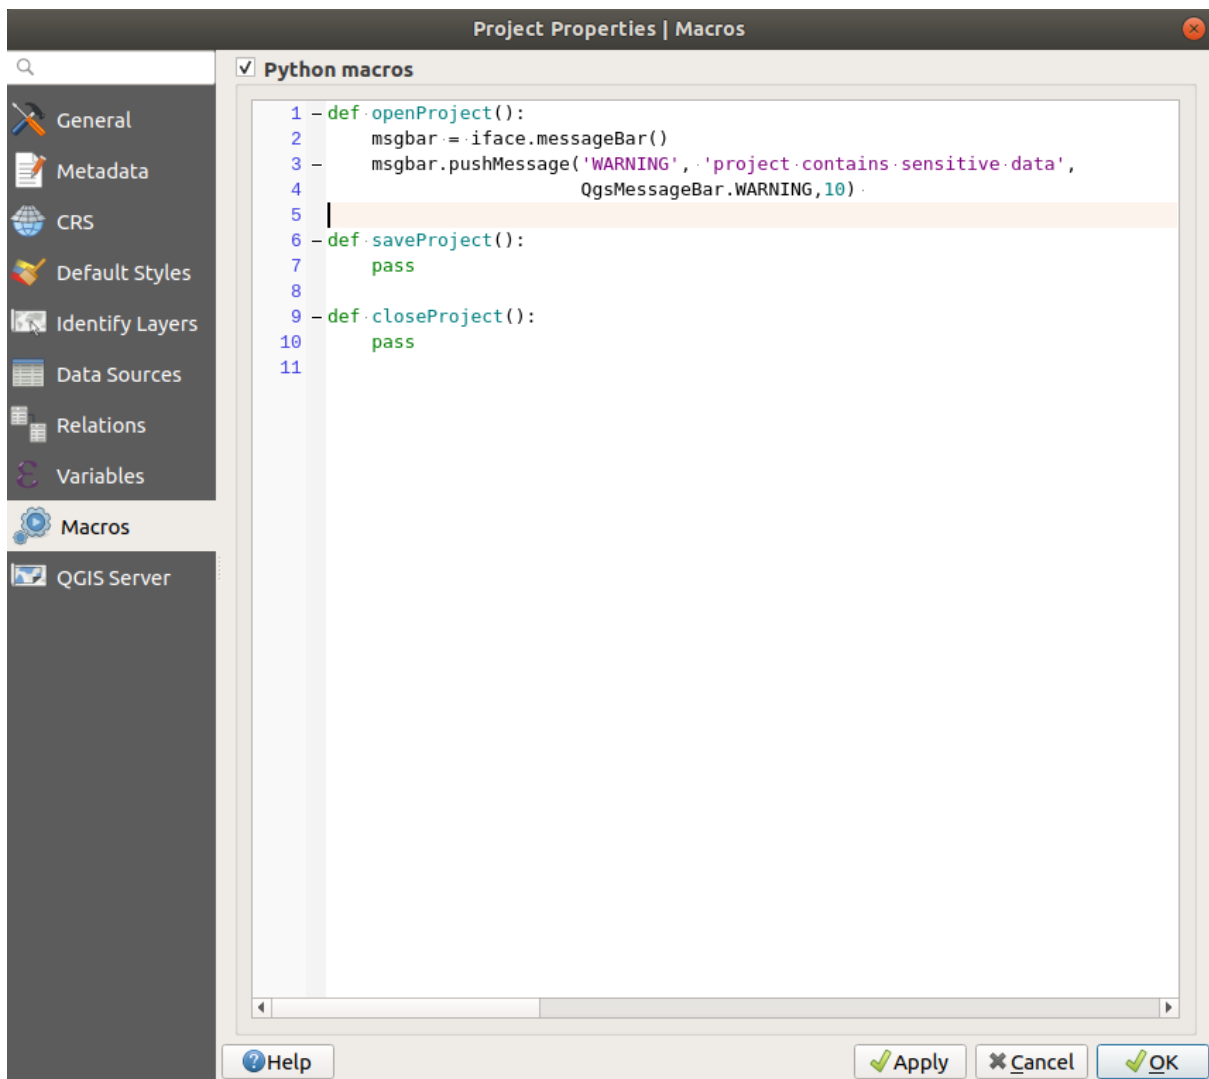 Project Properties | Macros
General
Metadata
CRS
Default Styles
Identify Layers
Data Sources
Relations
Variables
Macros
QGIS Server
Python macros
1 def openProject():
2     msgbar = iface.messageBar()
3     msgbar.pushMessage('WARNING', 'project contains sensitive data',
4                        QgsMessageBar.WARNING,10)
5
6 def saveProject():
7     pass
8
9 def closeProject():
10     pass
11
Help
Apply
Cancel
OK